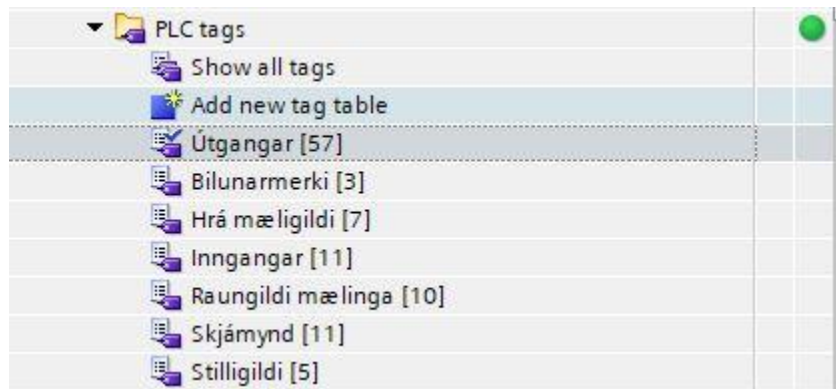 PLC tags
Show all tags
Add new tag table
Útgangar [57]
Bilunarmerki [3]
Hrá mæligildi [7]
Inngangar [11]
Raungildi mælinga [10]
Skjámynd [11]
Stilligildi [5]